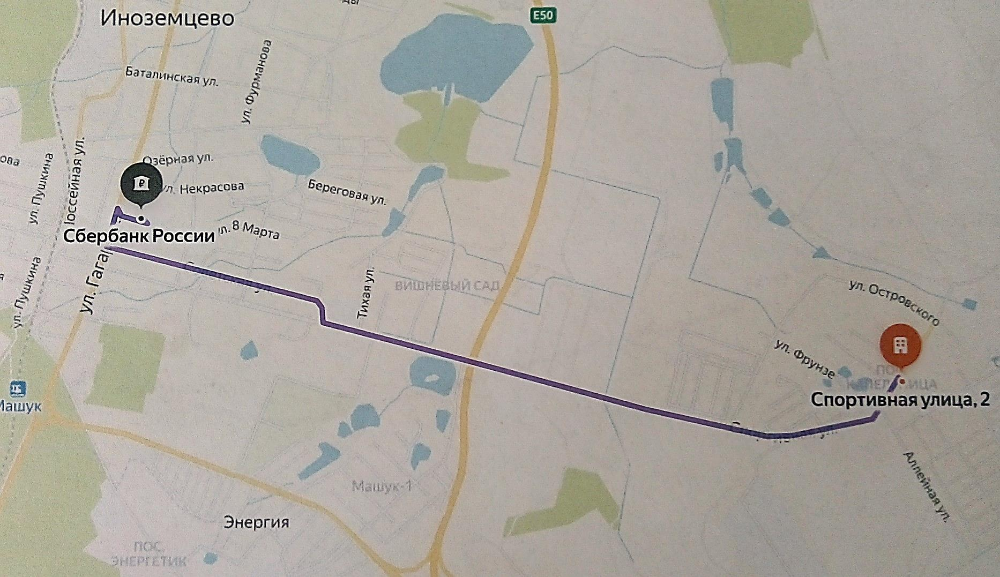 Иноземцево
E50
Баталинская ул.
ул. Фурманова
Озёрная ул.
ова
ул. Пушкина
ул. Некрасова
Береговая ул.
Сбербанк России
8 Марта
ул. Пушкина
Тихая ул.
ВИШНЁВЫЙ САД
ул. Островского
ул. Фрунзе
Спортивная улица, 2
Аллейная ул.
Машук-1
Энергия
ПОС.
ЭНЕРГЕТИК